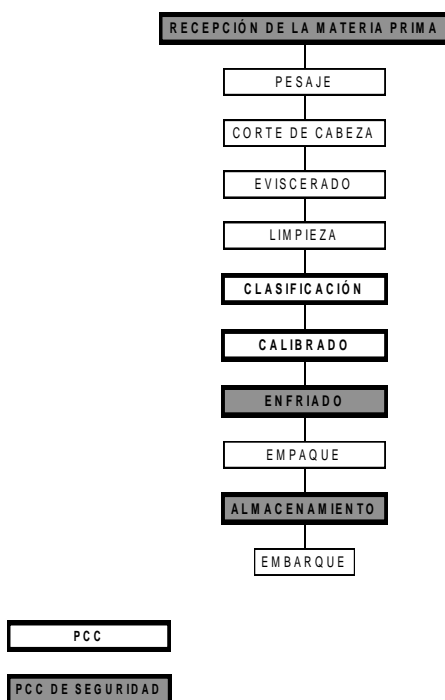 RECEPCIÓN DE LA MATERIA PRIMA
PESAJE
CORTE DE CABEZA
EVISCERADO
LIMPIEZA
CLASIFICACIÓN
CALIBRADO
ENFRIADO
EMPAQUE
ALMACENAMIENTO
EMBARQUE
PCC
PCC DE SEGURIDAD